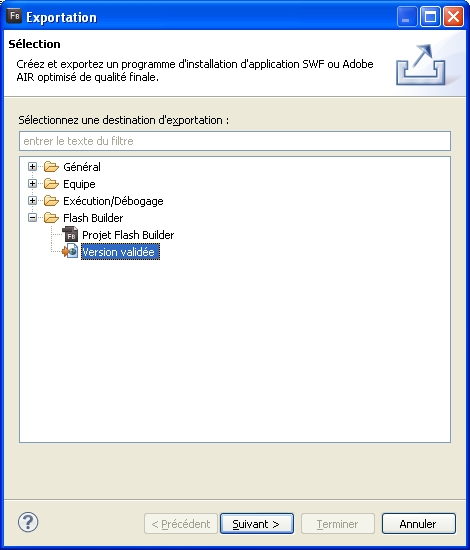 FB Exportation
Sélection
Créez et exportez un programme d'installation d'application SWF ou Adobe
AIR optimisé de qualité finale.
Sélectionnez une destination d'exportation :
entrer le texte du filtre
Général
Equipe
Exécution/Débogage
Flash Builder
FB Projet Flash Builder
Version validée
? < Précédent Suivant > Terminer Annuler